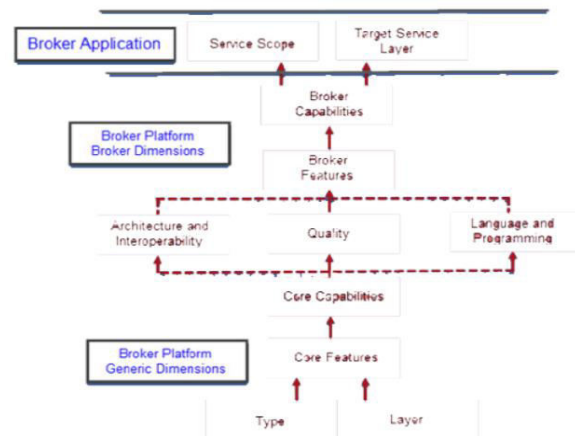 Broker Application
Service Scope
Target Service
Layer
Broker
Capabilities
Broker Platform
Broker Dimensions
Broker
Features
Architecture and
Interoperability
Quality
Language and
Programming
Core Capabilities
Broker Platform
Generic Dimensions
Core Features
Type
Layer